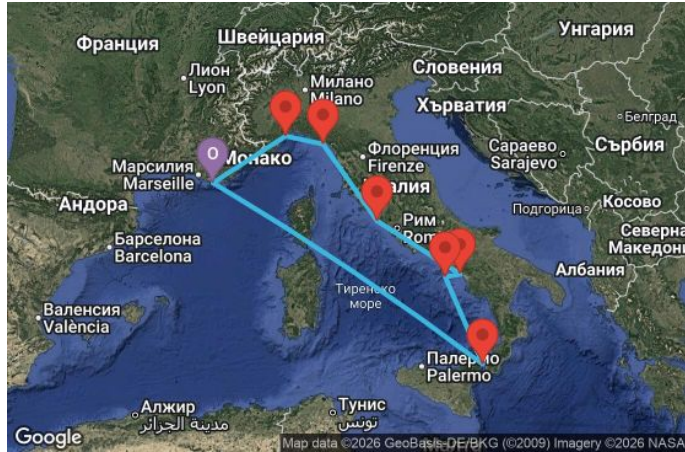 Унгария
Франция
Швейцария
Словения
Лион
Lyon
Милано
Milano
Хърватия
Белград
Сараево
Sarajevo
Сърбия
О
Монако
Флоренция
Firenze
Марсилия
Marseille
Андора
Рим
Подгорица
Косово
Барселона
Barcelona
Северна
Албания
Тиренско
море
Валенсия
València
Палермо
Palermo
Алжир
مدينة الجزائر
Тунис
تونس
Google
Map data ©2026 GeoBasis-DE/BKG (©2009) Imagery ©2026 NASA